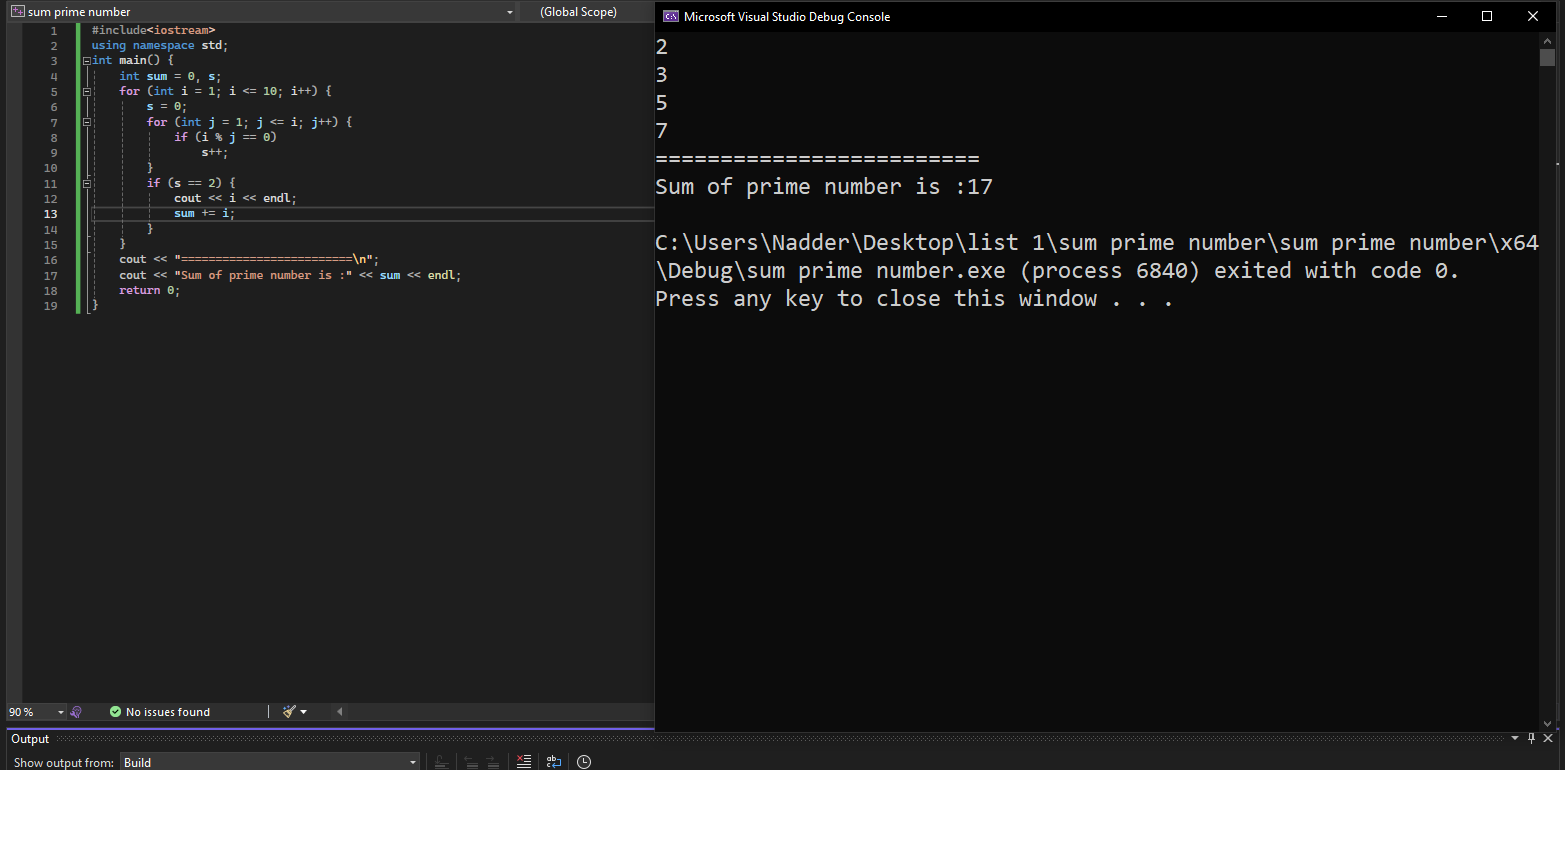 sum prime number (Global Scope)
1 #include<iostream>
2 using namespace std;
3 int main() {
4 int sum = 0, s;
5 for (int i = 1; i <= 10; i++) {
6 s = 0;
7 for (int j = 1; j <= i; j++) {
8 if (i % j == 0)
9 s++;
10 }
11 if (s == 2) {
12 cout << i << endl;
13 sum += i;
14 }
15 }
16 cout << "=========================\n";
17 cout << "Sum of prime number is :" << sum << endl;
18 return 0;
19 }
90 % No issues found
Microsoft Visual Studio Debug Console
2
3
5
7
=========================
Sum of prime number is :17
C:\Users\Nadder\Desktop\list 1\sum prime number\sum prime number\x64
\Debug\sum prime number.exe (process 6840) exited with code 0.
Press any key to close this window . . .
Output
Show output from: Build